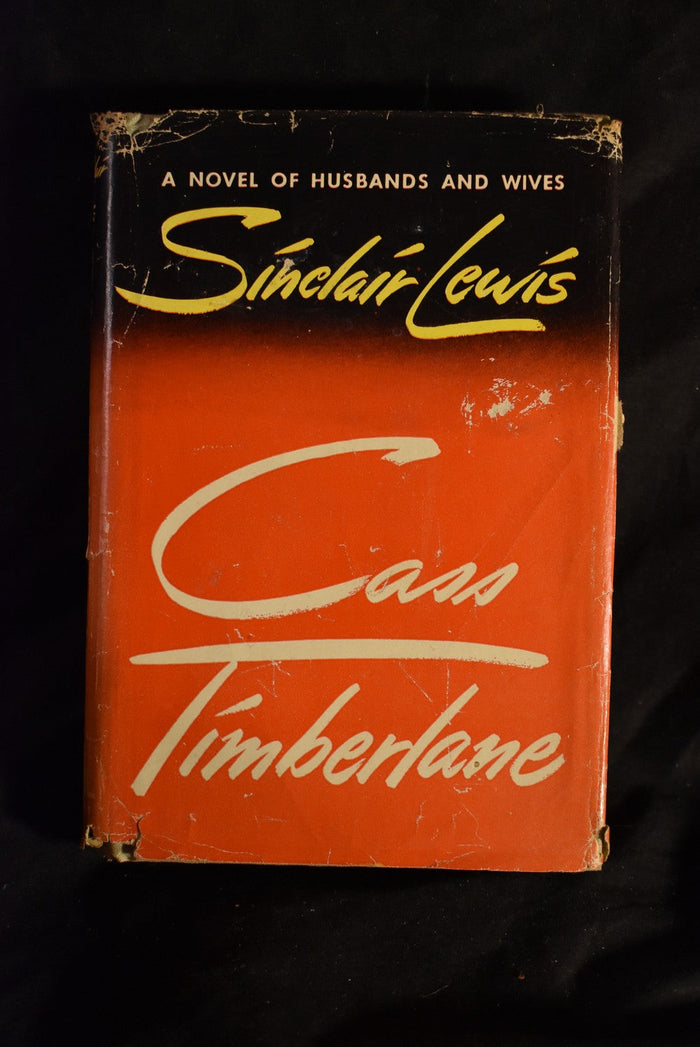 A NOVEL OF HUSBANDS AND WIVES
Sinclair Lewis
Cass
Timberlane